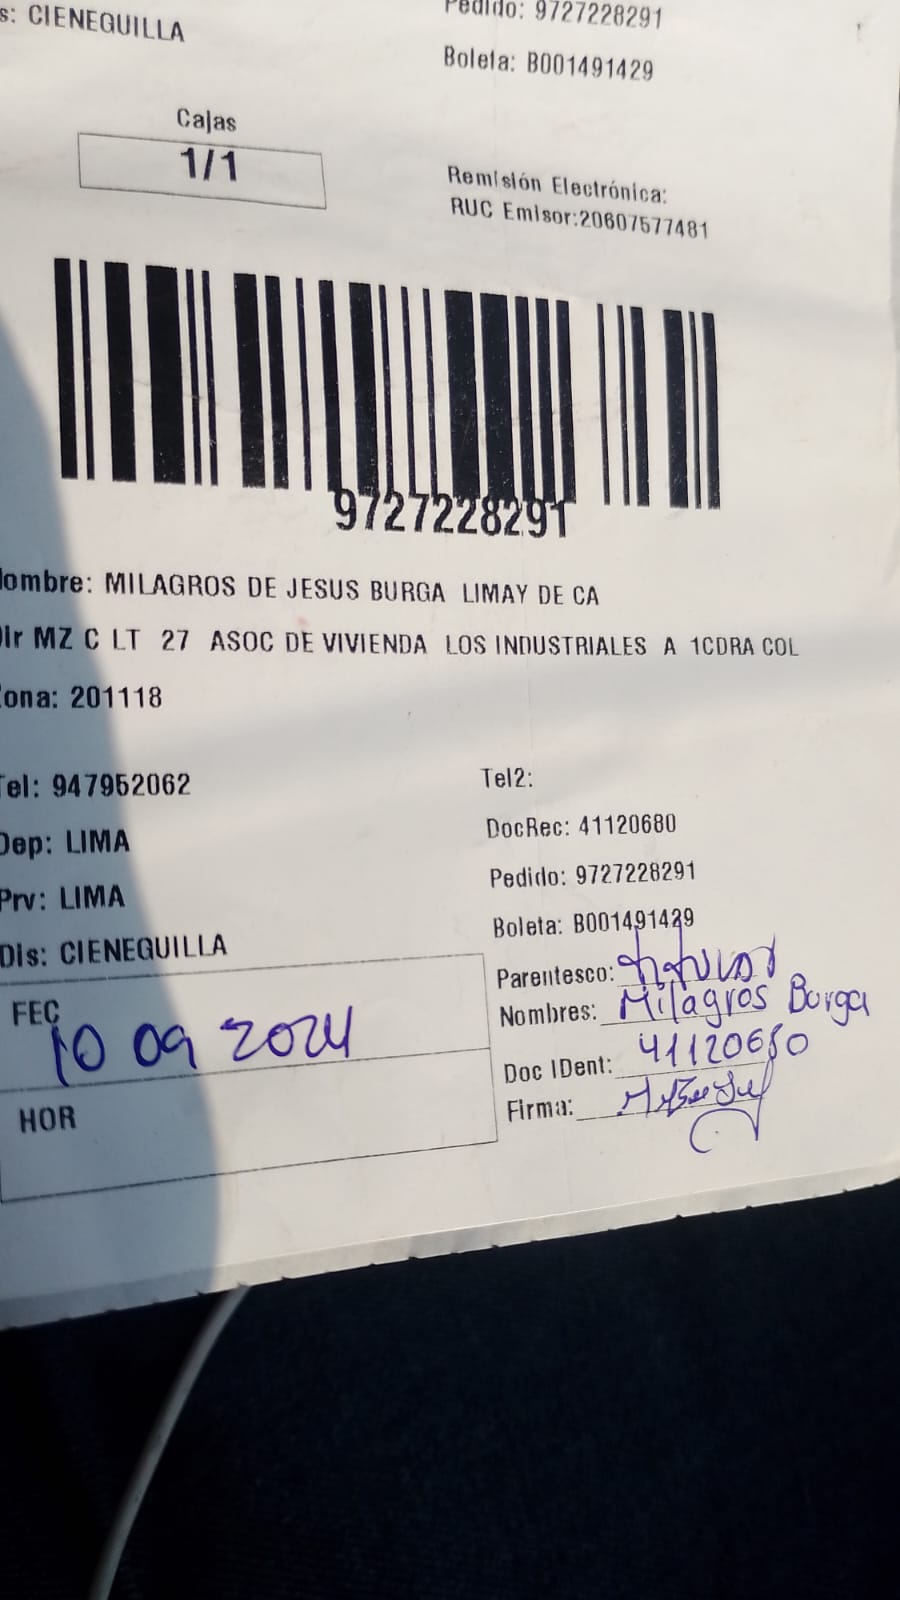 s: CIENEGUILLA
Pedido: 9727228291
Boleta: B001491429
Cajas
1/1
Remisión Electrónica:
RUC Emisor:20607577481
9727228291
ombre: MILAGROS DE JESUS BURGA LIMAY DE CA
Dir MZ C LT 27 ASOC DE VIVIENDA LOS INDUSTRIALES A 1CDRA COL
ona: 201118
Tel: 947952062
Tel2:
Dep: LIMA
DocRec: 41120680
Prv: LIMA
Pedido: 9727228291
Dis: CIENEGUILLA
Boleta: B001491429
FEC
10 09 2024
HOR
Parentesco: titular
Nombres: Milagros Burga
Doc IDent: 41120680
Firma: